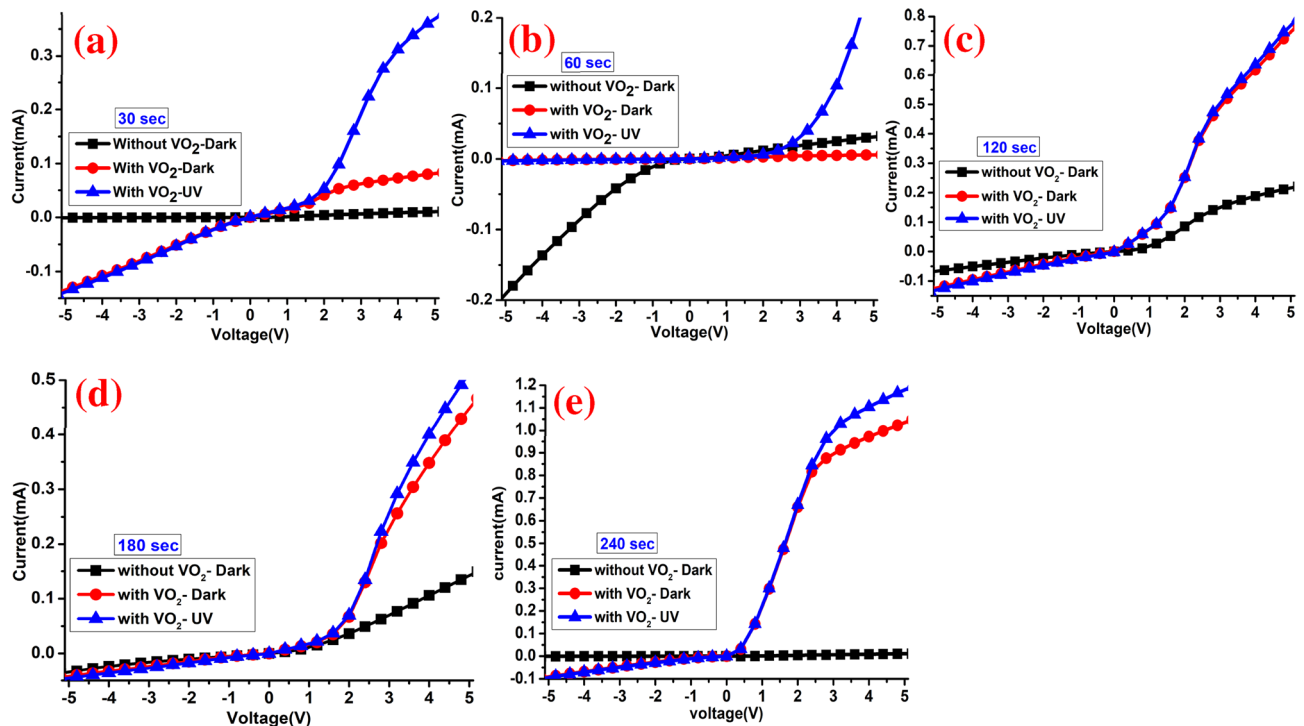 (a)
0.3
0.2
0.1
0.0
-0.1
Current(mA)
30 sec
Without VO2-Dark
With VO2-Dark
With VO2-UV
-5 -4 -3 -2 -1 0 1 2 3 4 5
Voltage(V)
(b)
0.2
0.1
0.0
-0.1
-0.2
Current(mA)
60 sec
without VO2- Dark
with VO2- Dark
with VO2- UV
-5 -4 -3 -2 -1 0 1 2 3 4 5
Voltage(V)
(c)
0.8
0.7
0.6
0.5
0.4
0.3
0.2
0.1
0.0
-0.1
Current(mA)
120 sec
without VO2- Dark
with VO2- Dark
with VO2- UV
-5 -4 -3 -2 -1 0 1 2 3 4 5
Voltage(V)
(d)
0.5
0.4
0.3
0.2
0.1
0.0
Current(mA)
180 sec
without VO2- Dark
with VO2- Dark
with VO2- UV
-5 -4 -3 -2 -1 0 1 2 3 4 5
Voltage(V)
(e)
1.2
1.1
1.0
0.9
0.8
0.7
0.6
0.5
0.4
0.3
0.2
0.1
0.0
-0.1
current(mA)
240 sec
without VO2- Dark
with VO2- Dark
with VO2- UV
-5 -4 -3 -2 -1 0 1 2 3 4 5
voltage(V)